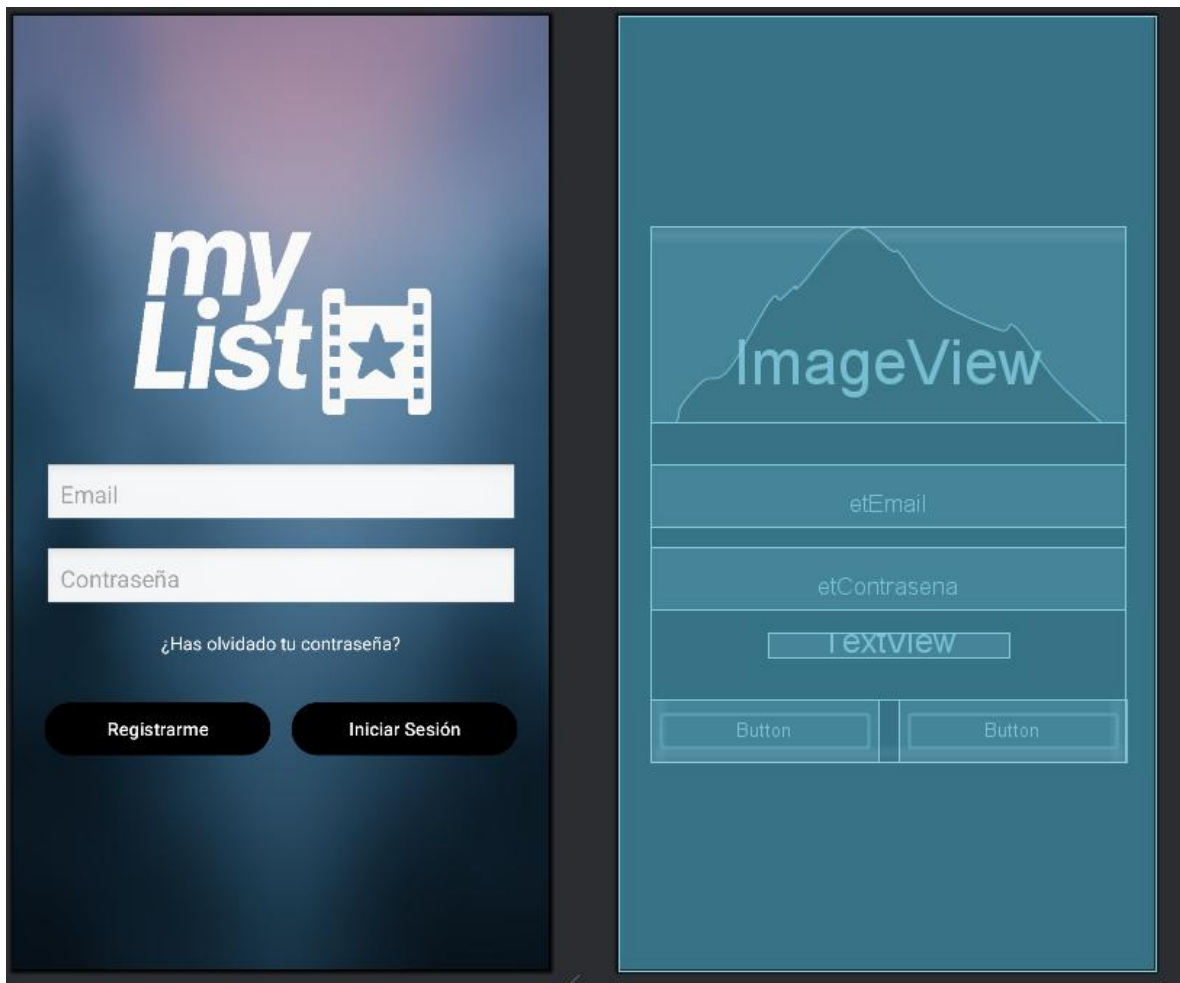 my
List
Email
Contraseña
¿Has olvidado tu contraseña?
Registrarme
Iniciar Sesión
ImageView
etEmail
etContrasena
TextView
Button
Button